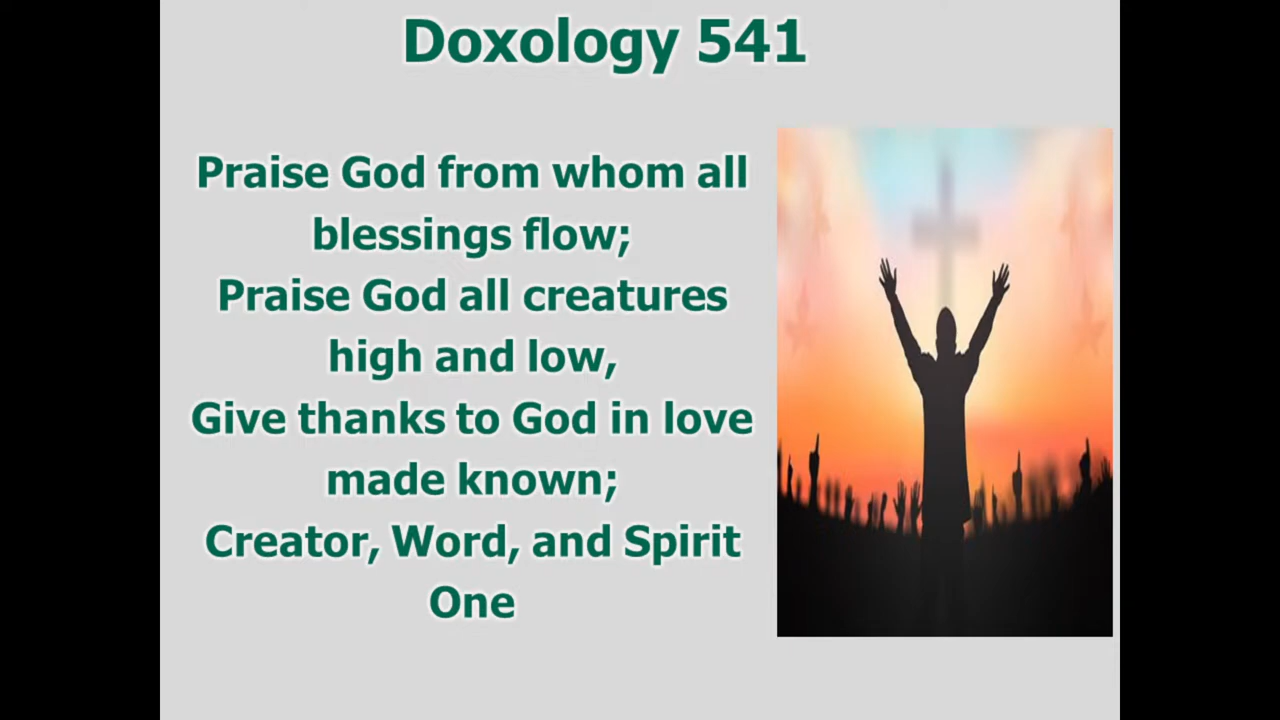 Doxology 541
Praise God from whom all
blessings flow;
Praise God all creatures
high and low,
Give thanks to God in love
made known;
Creator, Word, and Spirit
One